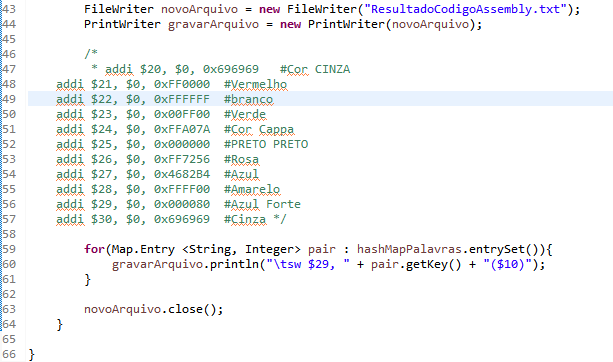 43 FileWriter novoArquivo = new FileWriter("ResultadoCodigoAssembly.txt");
44 PrintWriter gravarArquivo = new PrintWriter(novoArquivo);
45
46 /*
47 * addi $20, $0, 0x696969 #Cor CINZA
48 addi $21, $0, 0xFF0000 #Vermelho
49 addi $22, $0, 0xFFFFFF #branco
50 addi $23, $0, 0x00FF00 #Verde
51 addi $24, $0, 0xFFA07A #Cor Cappa
52 addi $25, $0, 0x000000 #PRETO PRETO
53 addi $26, $0, 0xFF7256 #Rosa
54 addi $27, $0, 0x4682B4 #Azul
55 addi $28, $0, 0xFFFF00 #Amarelo
56 addi $29, $0, 0x000080 #Azul Forte
57 addi $30, $0, 0x696969 #Cinza */
58
59 for(Map.Entry <String, Integer> pair : hashMapPalavras.entrySet()){
60 gravarArquivo.println("\tsw $29, " + pair.getKey() + "($10)");
61 }
62
63 novoArquivo.close();
64 }
65
66 }